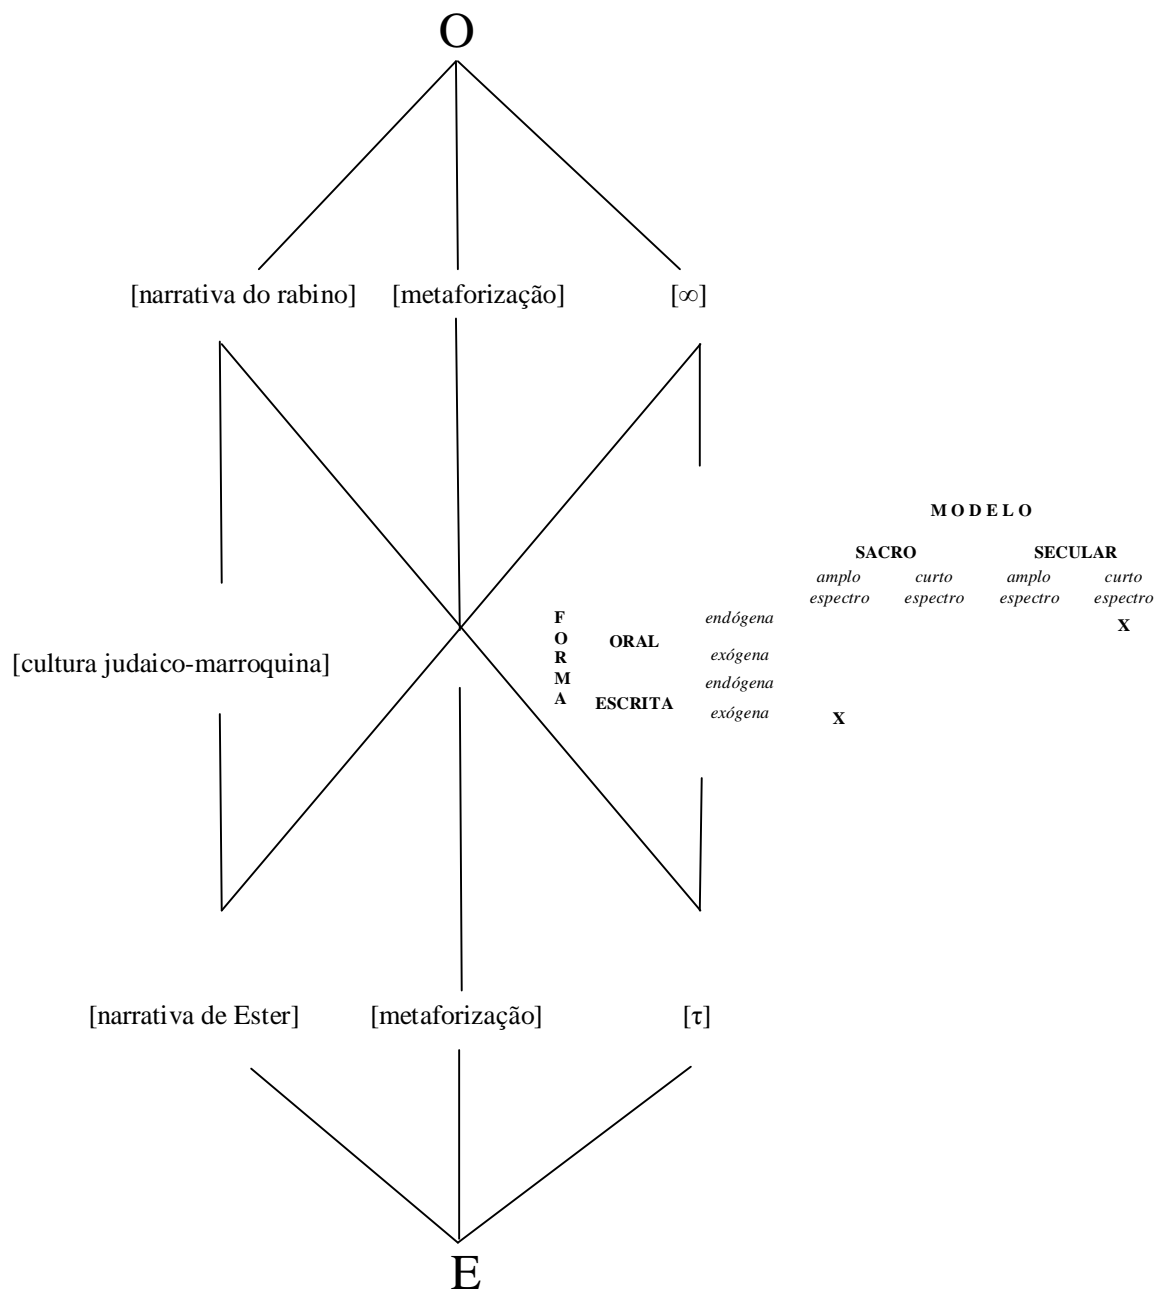 O
[narrativa do rabino] [metaforização] [∞]
M O D E L O
SACRO SECULAR
amplo curto amplo curto
espectro espectro espectro espectro
F
O
R
M
A
endógena X
ORAL
exógena
endógena
ESCRITA
exógena X
[cultura judaico-marroquina]
[narrativa de Ester] [metaforização] [τ]
E